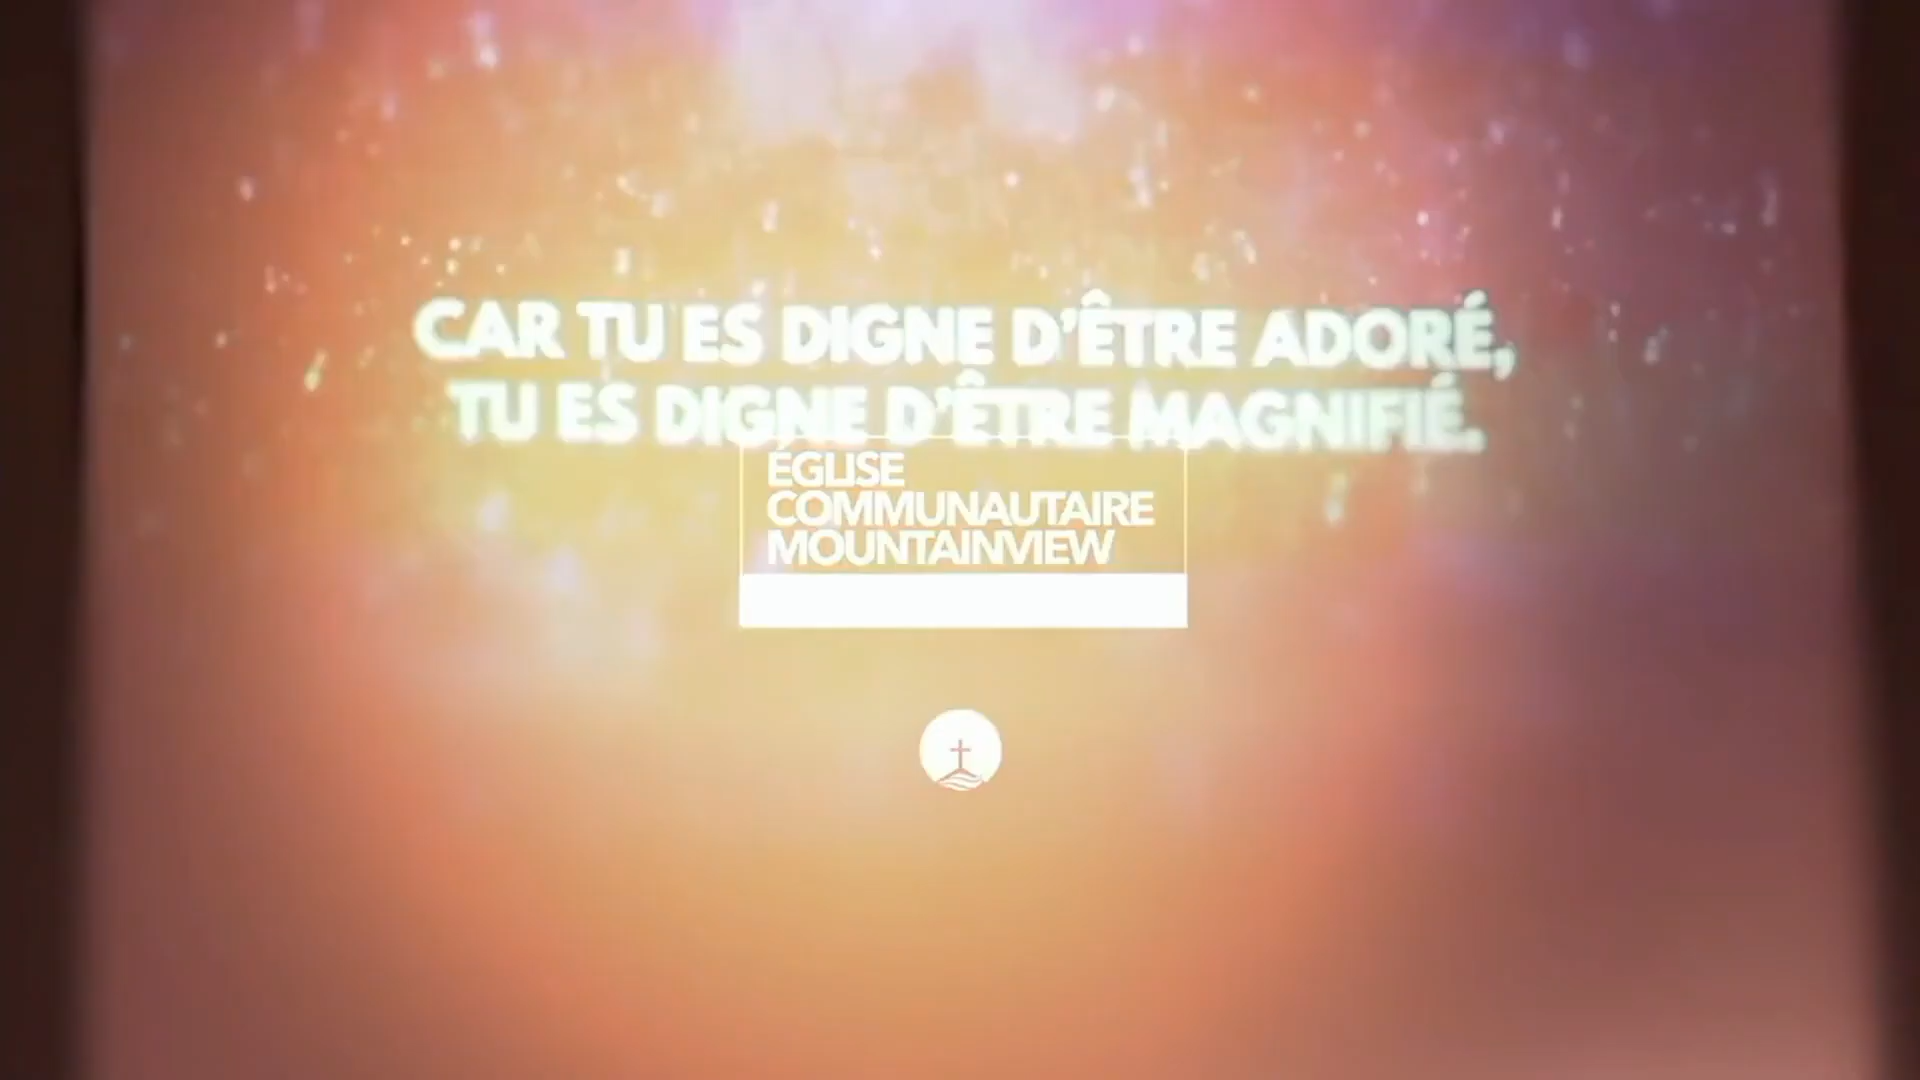 CAR TU ES DIGNE D'ÊTRE ADORÉ,
TU ES DIGNE D'ÊTRE MAGNIFIÉ.
ÉGLISE
COMMUNAUTAIRE
MOUNTAINVIEW